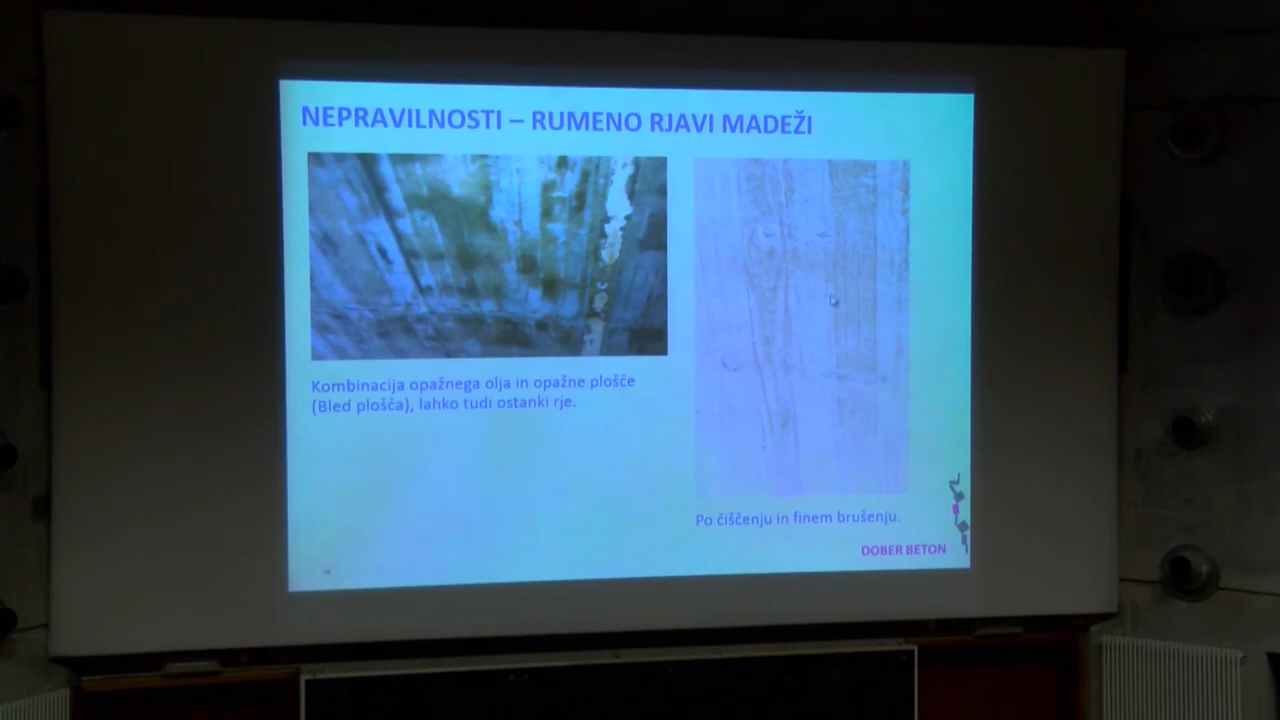 NEPRAVILNOSTI – RUMENO RJAVI MADEŽI
Kombinacija opažnega olja in opažne plošče
(Bled plošča), lahko tudi ostanki rje.
Po čiščenju in finem brušenju.
DOBER BETON